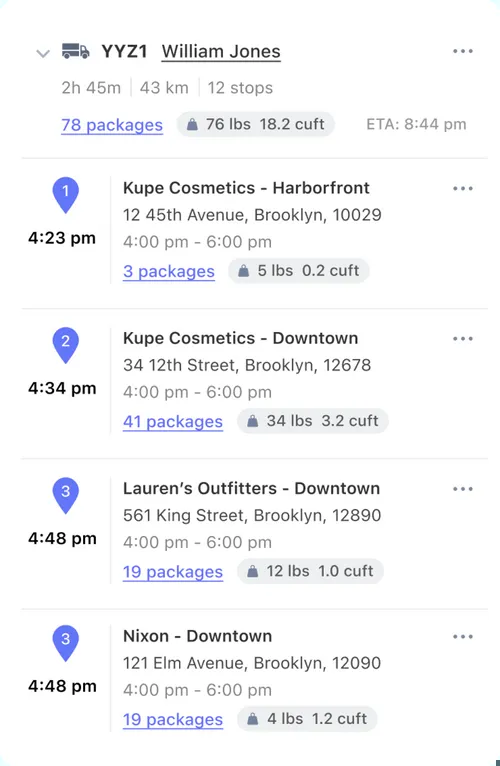 YYZ1 William Jones
2h 45m 43 km 12 stops
78 packages 76 lbs 18.2 cuft ETA: 8:44 pm
1
4:23 pm
Kupe Cosmetics - Harborfront
12 45th Avenue, Brooklyn, 10029
4:00 pm - 6:00 pm
3 packages 5 lbs 0.2 cuft
2
4:34 pm
Kupe Cosmetics - Downtown
34 12th Street, Brooklyn, 12678
4:00 pm - 6:00 pm
41 packages 34 lbs 3.2 cuft
3
4:48 pm
Lauren’s Outfitters - Downtown
561 King Street, Brooklyn, 12890
4:00 pm - 6:00 pm
19 packages 12 lbs 1.0 cuft
3
4:48 pm
Nixon - Downtown
121 Elm Avenue, Brooklyn, 12090
4:00 pm - 6:00 pm
19 packages 4 lbs 1.2 cuft